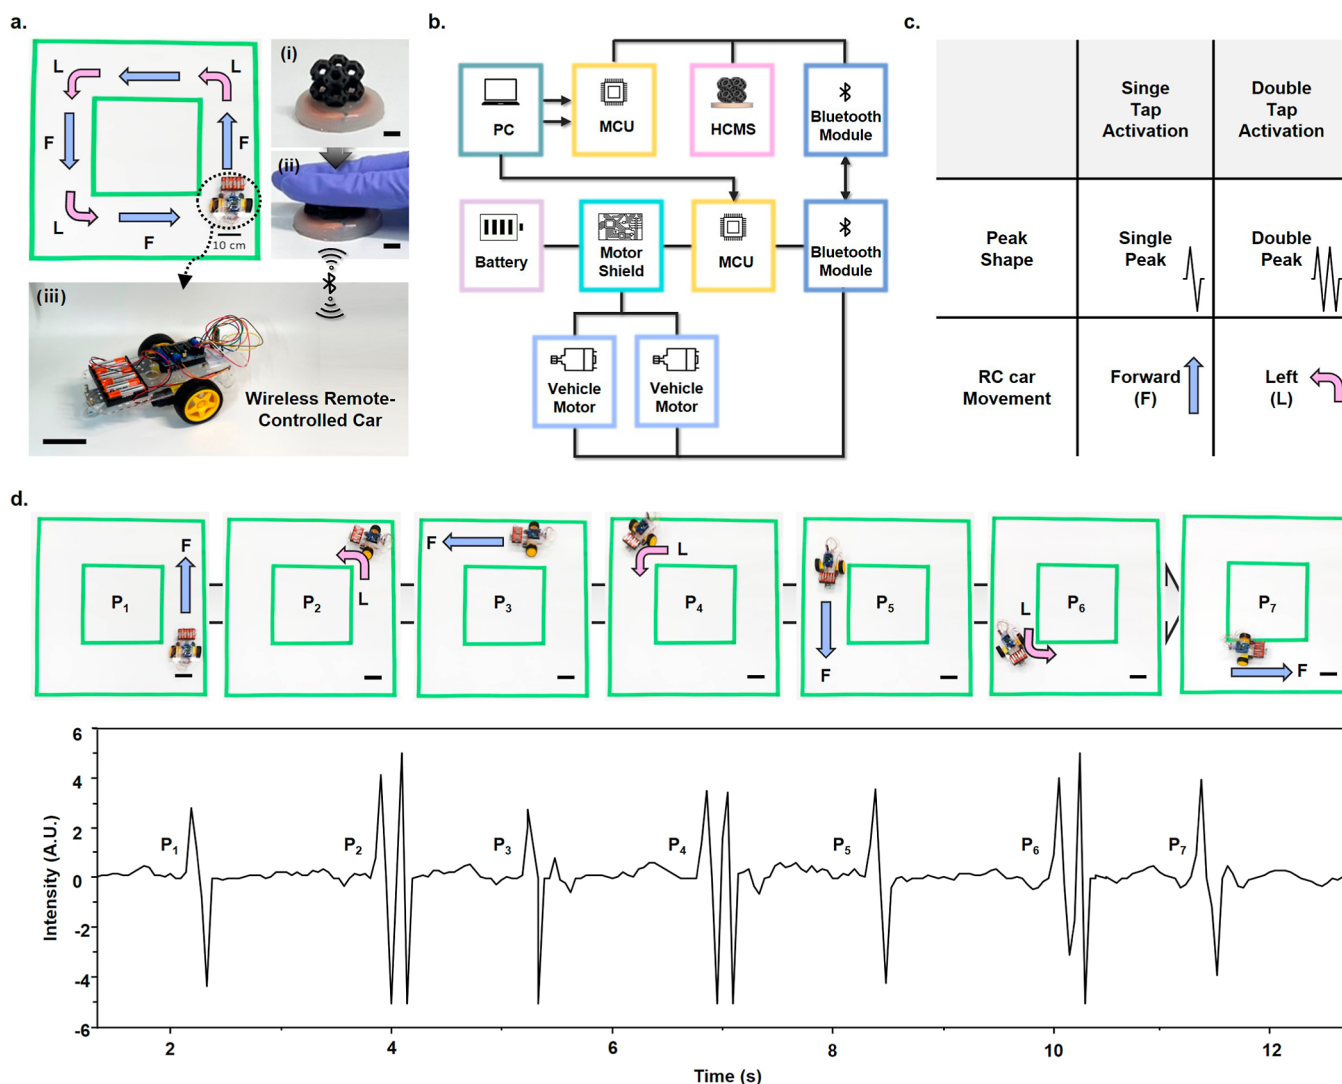 a.
L
L
F
F
L
F
10 cm
(i)
(ii)
(iii)
Wireless Remote-
Controlled Car
b.
PC
MCU
HCMS
Bluetooth
Module
Battery
Motor
Shield
MCU
Bluetooth
Module
Vehicle
Motor
Vehicle
Motor
c.
Singe
Tap
Activation
Double
Tap
Activation
Peak
Shape
Single
Peak
Double
Peak
RC car
Movement
Forward
(F)
Left
(L)
d.
F
P1
P2
L
F
P3
L
P4
P5
F
L
P6
P7
F
6
4
2
0
-2
-4
-6
Intensity (A.U.)
P1
P2
P3
P4
P5
P6
P7
2
4
6
8
10
12
Time (s)